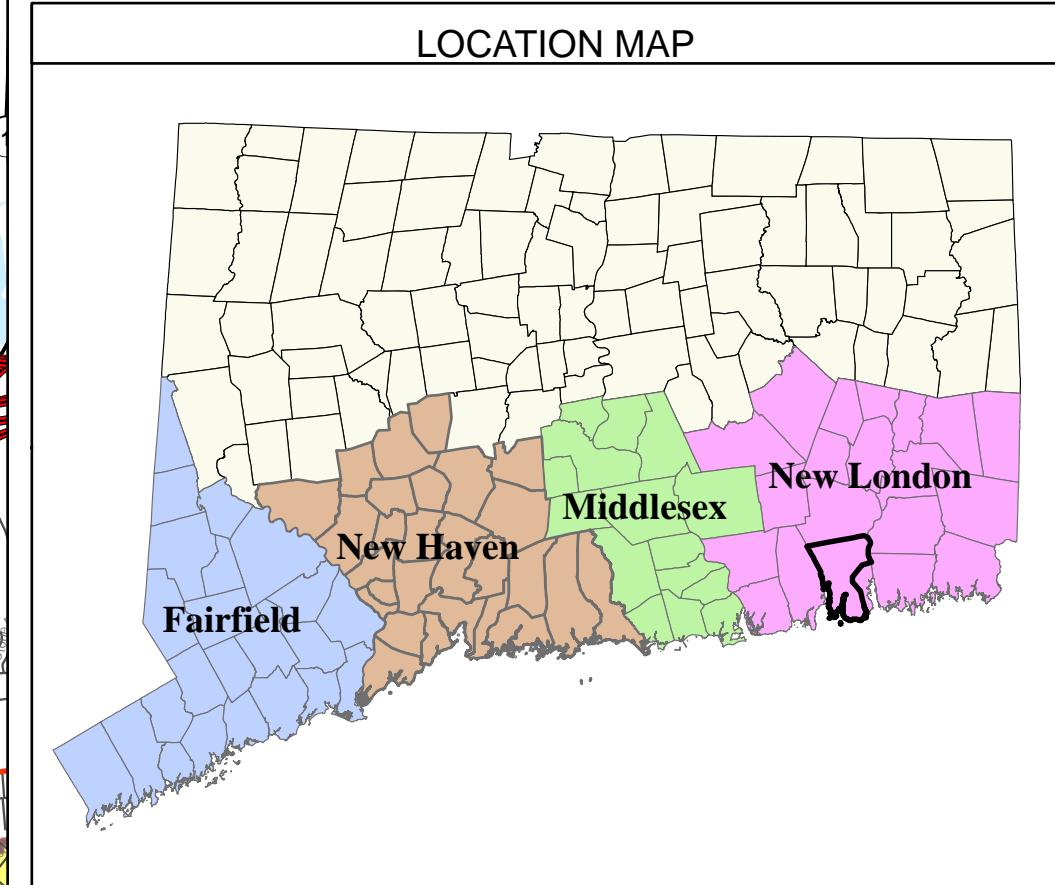 LOCATION MAP
New London
Middlesex
New Haven
Fairfield